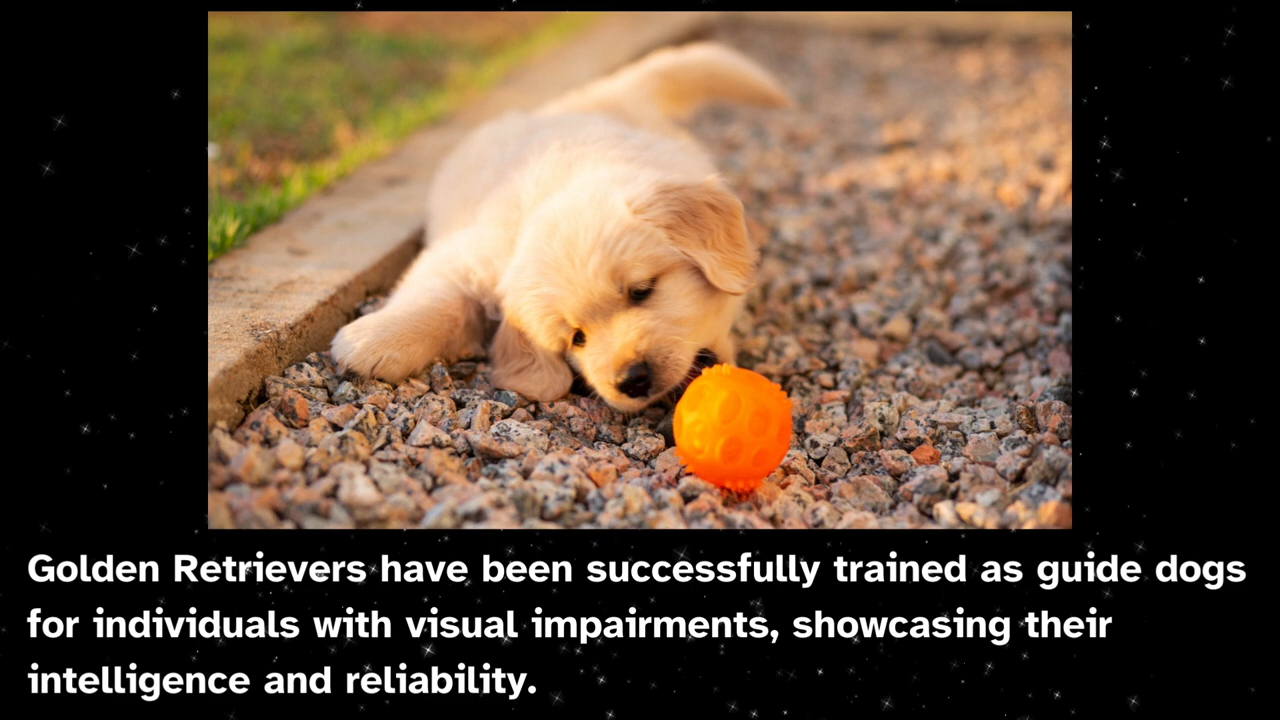 Golden Retrievers have been successfully trained as guide dogs
for individuals with visual impairments, showcasing their
intelligence and reliability.